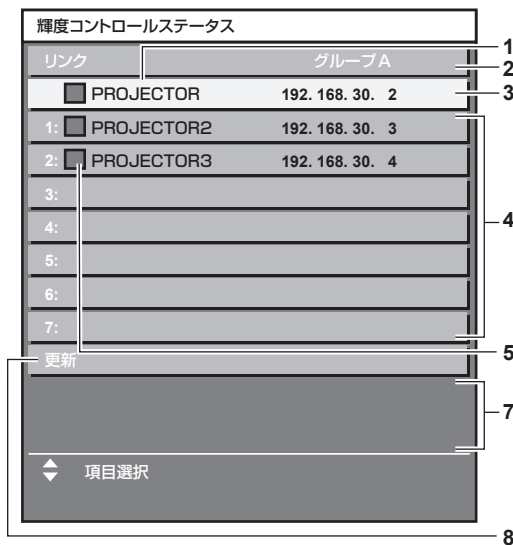 輝度コントロールステータス
リンク グループA
PROJECTOR 192. 168. 30. 2
1: PROJECTOR2 192. 168. 30. 3
2: PROJECTOR3 192. 168. 30. 4
3:
4:
5:
6:
7:
更新
項目選択
1
2
3
4
5
7
8